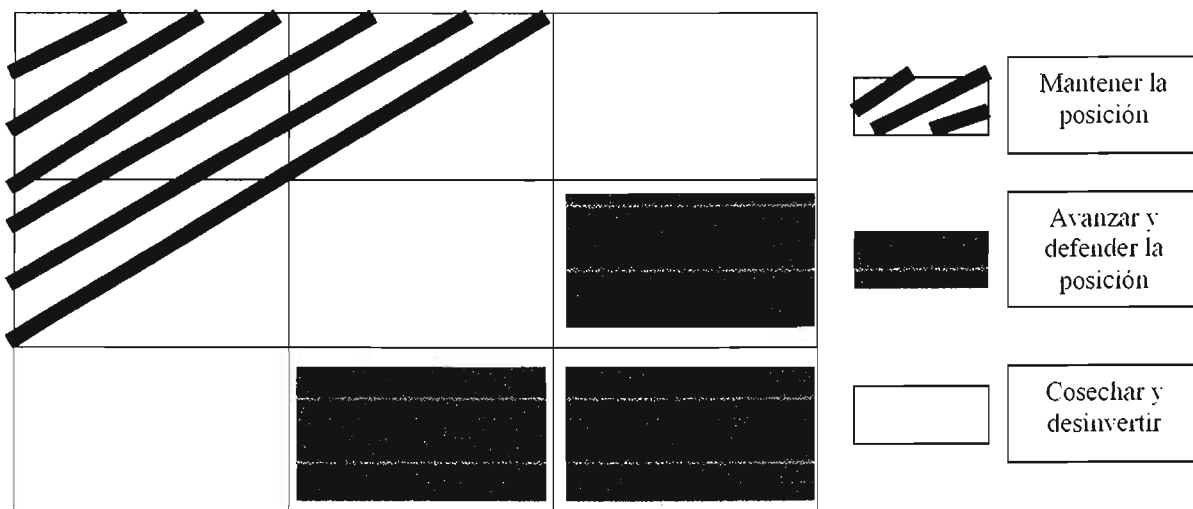 Mantener la
posición
Avanzar y
defender la
posición
Cosechar y
desinvertir